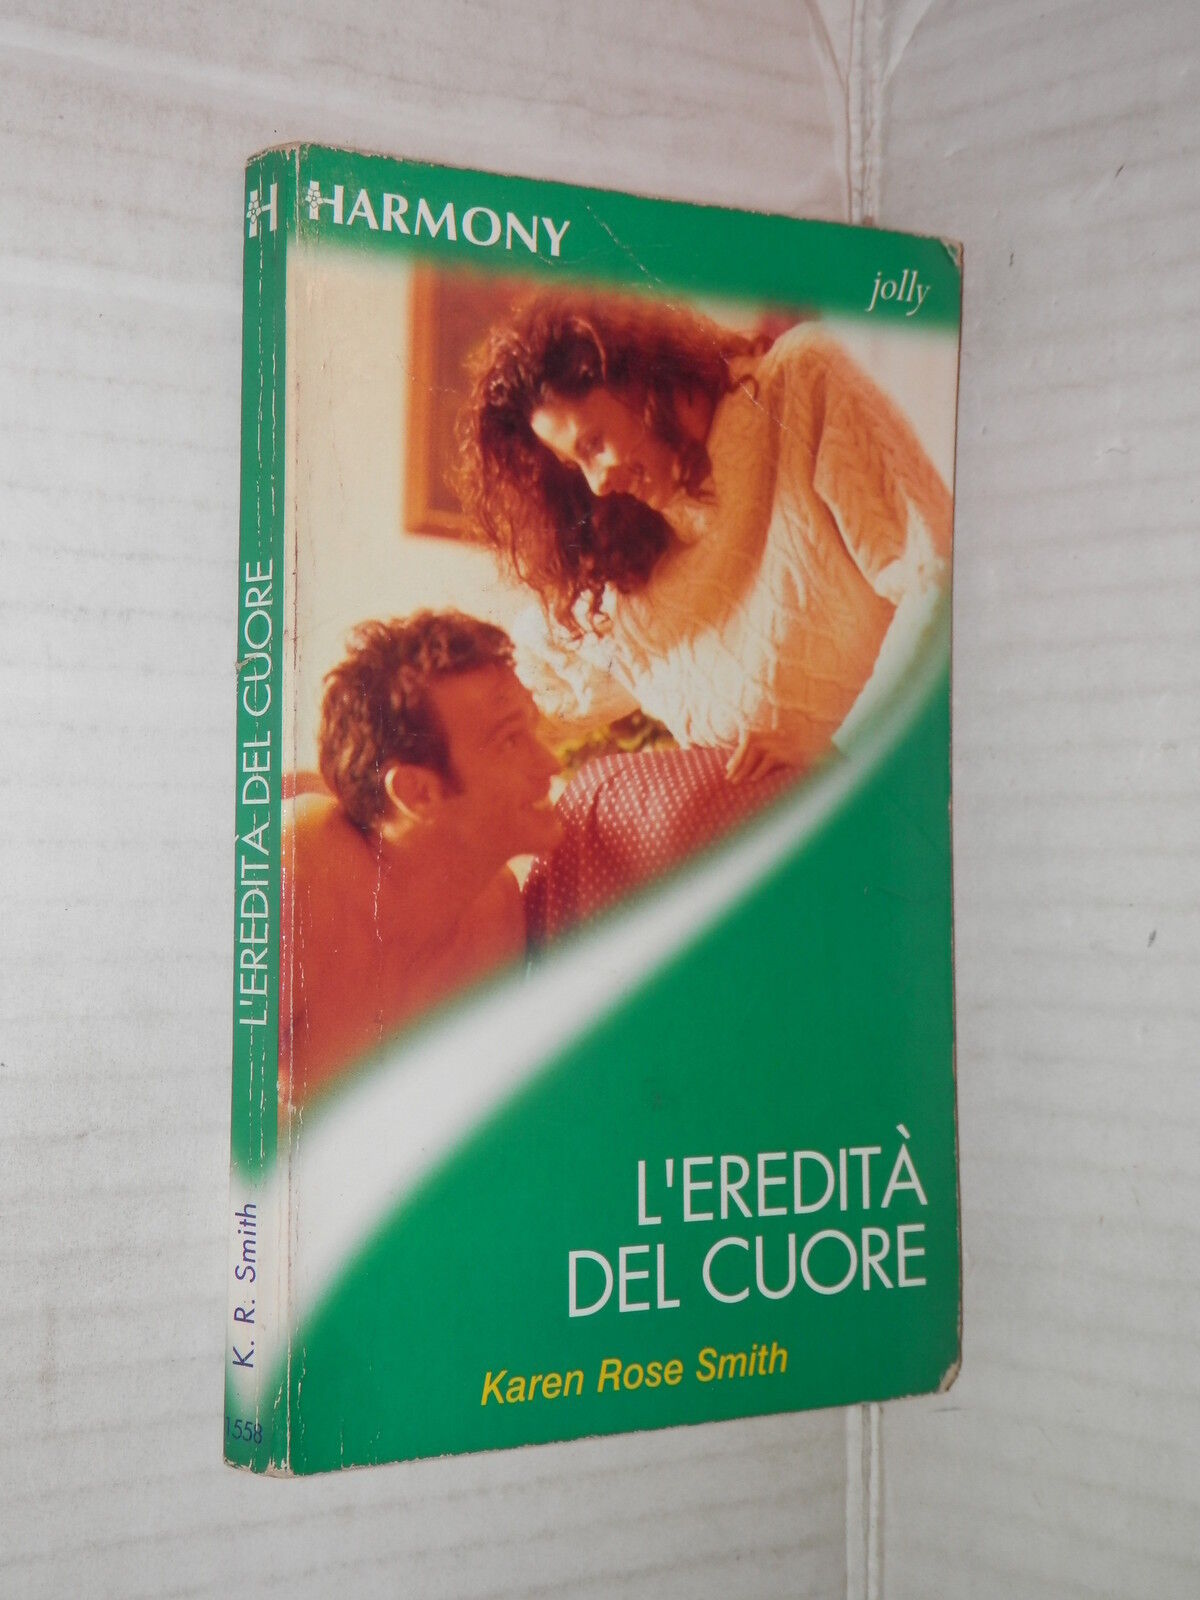 HARMONY
jolly
L'EREDITÀ
DEL CUORE
Karen Rose Smith
H
L'EREDITÀ DEL CUORE
K. R. Smith
1558